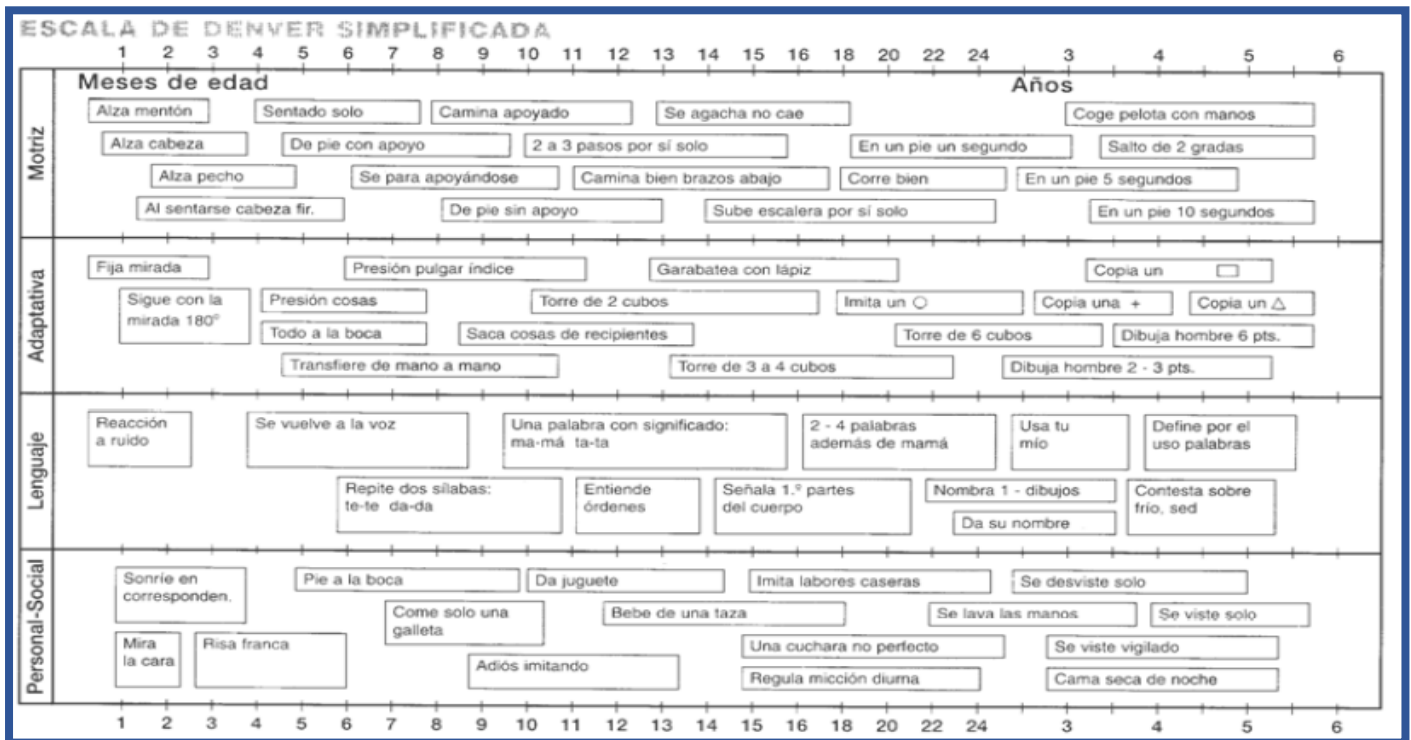 ESCALA DE DENVER SIMPLIFICADA
1 2 3 4 5 6 7 8 9 10 11 12 13 14 15 16 18 20 22 24 3 4 5 6
Meses de edad Años
Motriz
Alza mentón Sentado solo Camina apoyado Se agacha no cae Coge pelota con manos
Alza cabeza De pie con apoyo 2 a 3 pasos por sí solo En un pie un segundo Salto de 2 gradas
Alza pecho Se para apoyándose Camina bien brazos abajo Corre bien En un pie 5 segundos
Al sentarse cabeza fir. De pie sin apoyo Sube escalera por sí solo En un pie 10 segundos
Adaptativa
Fija mirada Presión pulgar índice Garabatea con lápiz Copia un
Sigue con la
mirada 180°
Presión cosas Torre de 2 cubos Imita un Copia una + Copia un
Todo a la boca Saca cosas de recipientes Torre de 6 cubos Dibuja hombre 6 pts.
Transfiere de mano a mano Torre de 3 a 4 cubos Dibuja hombre 2 - 3 pts.
Lenguaje
Reacción
a ruido
Se vuelve a la voz
Una palabra con significado:
ma-má ta-ta
2 - 4 palabras
además de mamá
Usa tu
mío
Define por el
uso palabras
Repite dos sílabas:
te-te da-da
Entiende
órdenes
Señala 1.º partes
del cuerpo
Nombra 1 - dibujos
Da su nombre
Contesta sobre
frío, sed
Personal-Social
Sonríe en
corresponden.
Pie a la boca Da juguete Imita labores caseras Se desviste solo
Come solo una
galleta
Bebe de una taza Se lava las manos Se viste solo
Mira
la cara
Risa franca
Adiós imitando
Una cuchara no perfecto Se viste vigilado
Regula micción diurna Cama seca de noche
1 2 3 4 5 6 7 8 9 10 11 12 13 14 15 16 18 20 22 24 3 4 5 6